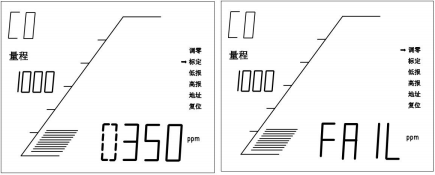 CO
量程
1000
调零
→ 标定
低报
高报
地址
复位
0350 ppm
CO
量程
1000
→ 调零
标定
低报
高报
地址
复位
FAIL ppm